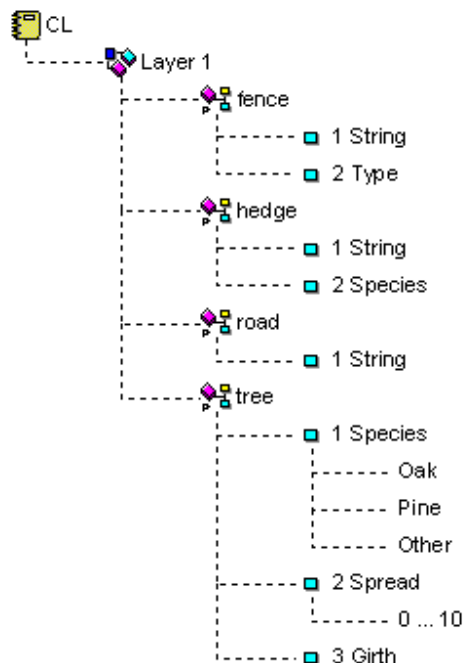 CL
Layer 1
P fence
1 String
2 Type
P hedge
1 String
2 Species
P road
1 String
P tree
1 Species
Oak
Pine
Other
2 Spread
0 ... 10
3 Girth